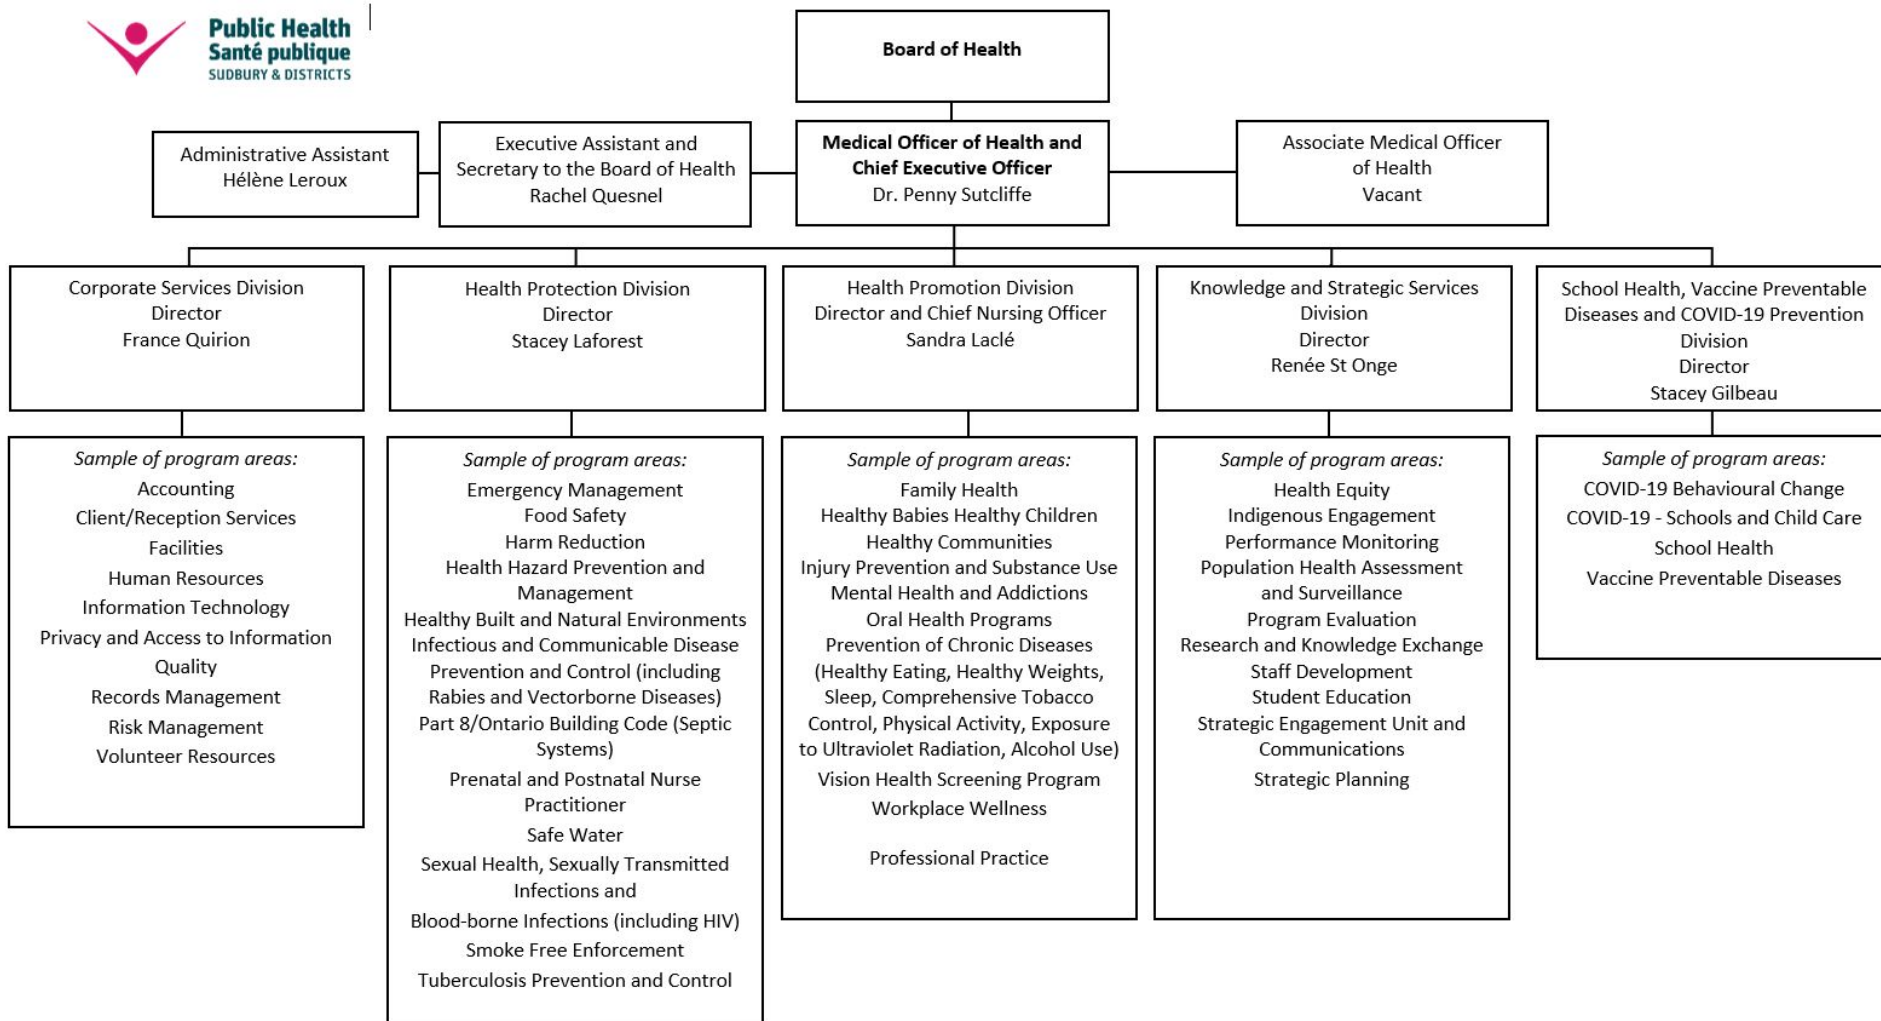 Public Health
Santé publique
SUDBURY & DISTRICTS
Board of Health
Administrative Assistant
Hélène Leroux
Executive Assistant and
Secretary to the Board of Health
Rachel Quesnel
Medical Officer of Health and
Chief Executive Officer
Dr. Penny Sutcliffe
Associate Medical Officer
of Health
Vacant
Corporate Services Division
Director
France Quirion
Health Protection Division
Director
Stacey Laforest
Health Promotion Division
Director and Chief Nursing Officer
Sandra Laclé
Knowledge and Strategic Services
Division
Director
Renée St Onge
School Health, Vaccine Preventable
Diseases and COVID-19 Prevention
Division
Director
Stacey Gilbeau
Sample of program areas:
Accounting
Client/Reception Services
Facilities
Human Resources
Information Technology
Privacy and Access to Information
Quality
Records Management
Risk Management
Volunteer Resources
Sample of program areas:
Emergency Management
Food Safety
Harm Reduction
Health Hazard Prevention and
Management
Healthy Built and Natural Environments
Infectious and Communicable Disease
Prevention and Control (including
Rabies and Vectorborne Diseases)
Part 8/Ontario Building Code (Septic
Systems)
Prenatal and Postnatal Nurse
Practitioner
Safe Water
Sexual Health, Sexually Transmitted
Infections and
Blood-borne Infections (including HIV)
Smoke Free Enforcement
Tuberculosis Prevention and Control
Sample of program areas:
Family Health
Healthy Babies Healthy Children
Healthy Communities
Injury Prevention and Substance Use
Mental Health and Addictions
Oral Health Programs
Prevention of Chronic Diseases
(Healthy Eating, Healthy Weights,
Sleep, Comprehensive Tobacco
Control, Physical Activity, Exposure
to Ultraviolet Radiation, Alcohol Use)
Vision Health Screening Program
Workplace Wellness
Professional Practice
Sample of program areas:
Health Equity
Indigenous Engagement
Performance Monitoring
Population Health Assessment
and Surveillance
Program Evaluation
Research and Knowledge Exchange
Staff Development
Student Education
Strategic Engagement Unit and
Communications
Strategic Planning
Sample of program areas:
COVID-19 Behavioural Change
COVID-19 - Schools and Child Care
School Health
Vaccine Preventable Diseases